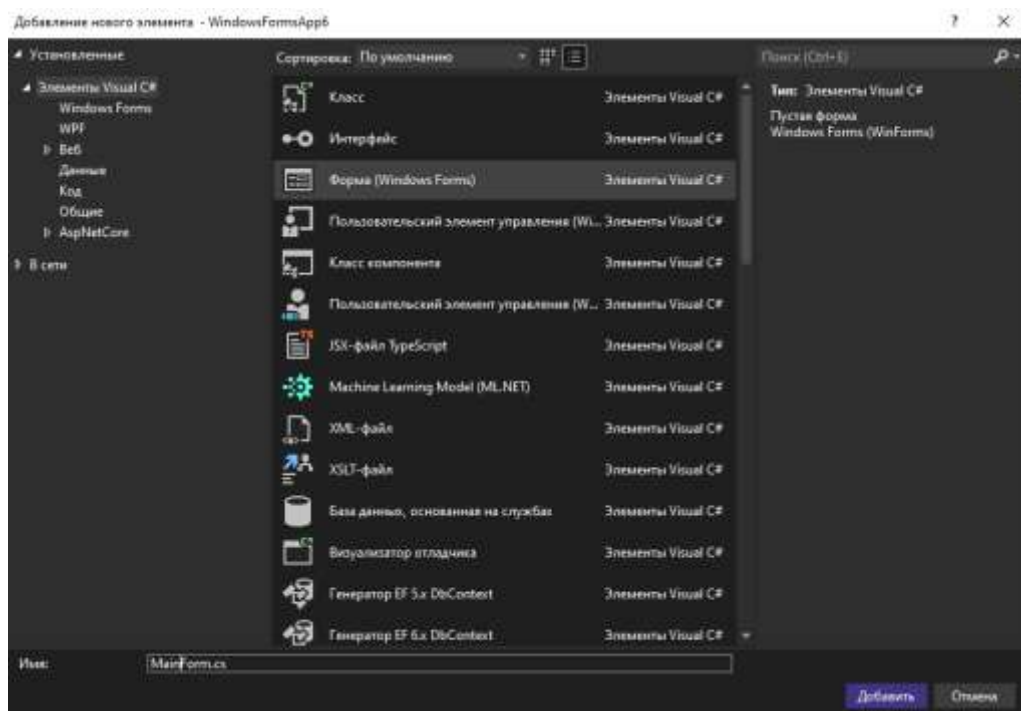 Добавление нового элемента - WindowsFormsApp6
? ×
Установленные
Элементы Visual C#
Windows Forms
WPF
Веб
Данные
Код
Общие
AspNetCore
В сети
Сортировка: По умолчанию
Класс Элементы Visual C#
Интерфейс Элементы Visual C#
Форма (Windows Forms) Элементы Visual C#
Пользовательский элемент управления (Wi... Элементы Visual C#
Класс компонента Элементы Visual C#
Пользовательский элемент управления (W... Элементы Visual C#
JSX-файл TypeScript Элементы Visual C#
Machine Learning Model (ML.NET) Элементы Visual C#
XML-файл Элементы Visual C#
XSLT-файл Элементы Visual C#
База данных, основанная на службах Элементы Visual C#
Визуализатор отладчика Элементы Visual C#
Генератор EF 5.x DbContext Элементы Visual C#
Генератор EF 6.x DbContext Элементы Visual C#
Поиск (Ctrl+E)
Тип: Элементы Visual C#
Пустая форма
Windows Forms (WinForms)
Имя: MainForm.cs
Добавить Отмена